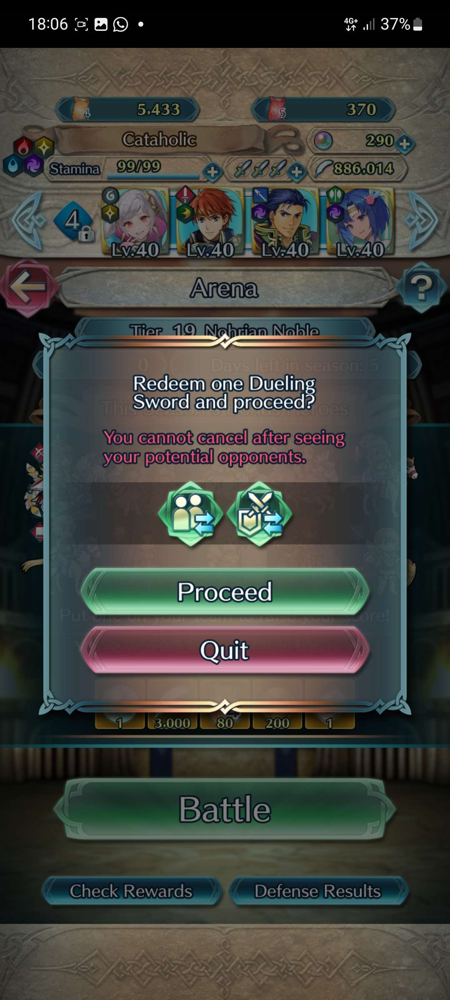 18:06
4G+
37%
4
5,433
5
370
Cataholic
290
Stamina
99/99
886,014
4
Lv.40
Lv.40
Lv.40
Lv.40
Arena
?
Tier 19 Nohrian Noble
0
Days left in season: 5
Redeem one Dueling
Sword and proceed?
This Season's Bonus Heroes
You cannot cancel after seeing
your potential opponents.
Proceed
Put one on your team to raise your score!
Quit
1
3,000
80
200
1
Battle
Check Rewards
Defense Results